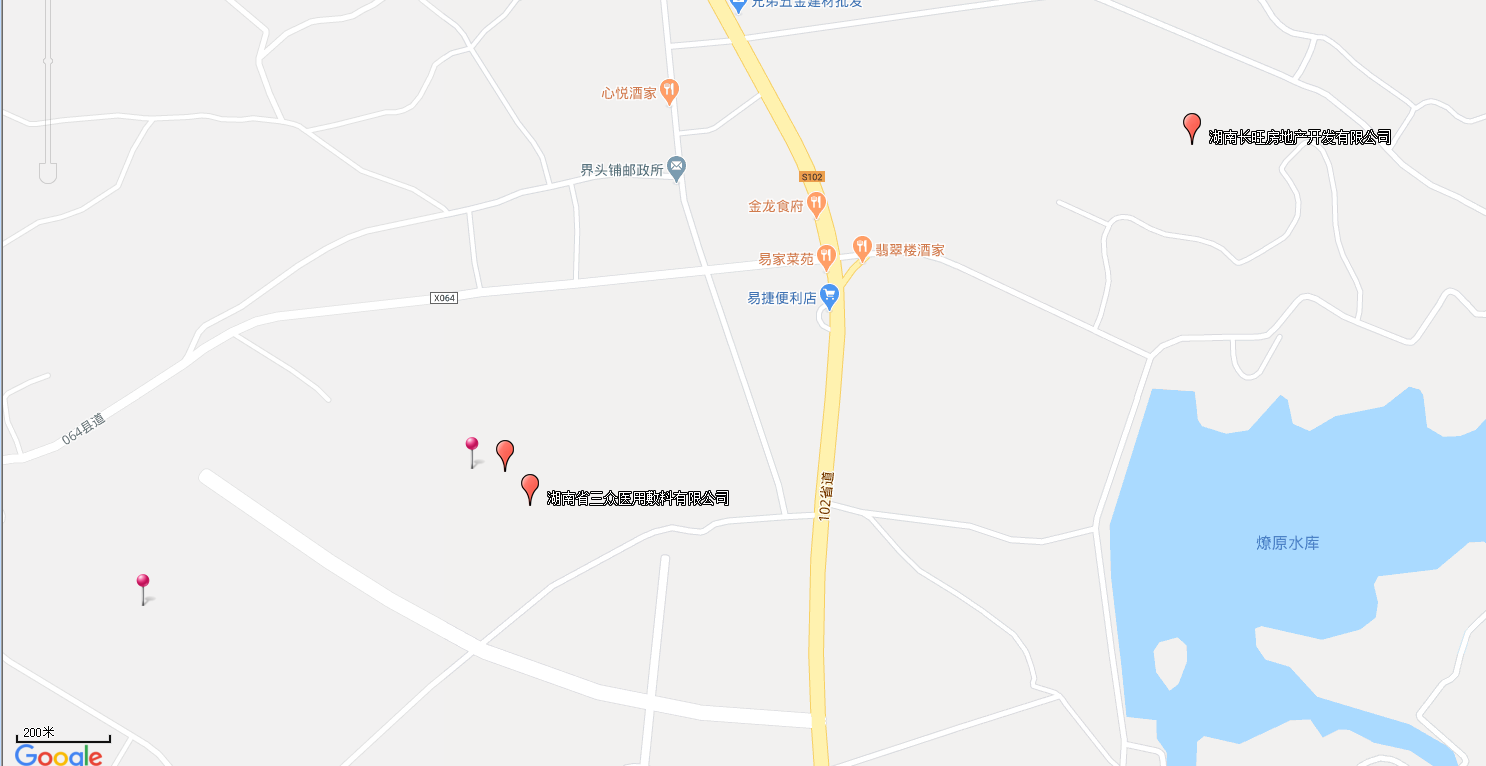 兄弟五金建材批发
心悦酒家
湖南长旺房地产开发有限公司
界头铺邮政所
S102
金龙食府
翡翠楼酒家
易家菜苑
易捷便利店
X064
064县道
湖南省三众医用敷料有限公司
102省道
燎原水库
200米
Google